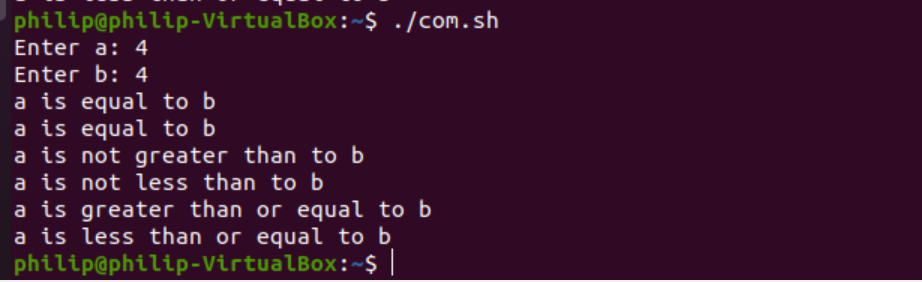 philip@philip-VirtualBox:~$ ./com.sh
Enter a: 4
Enter b: 4
a is equal to b
a is equal to b
a is not greater than to b
a is not less than to b
a is greater than or equal to b
a is less than or equal to b
philip@philip-VirtualBox:~$